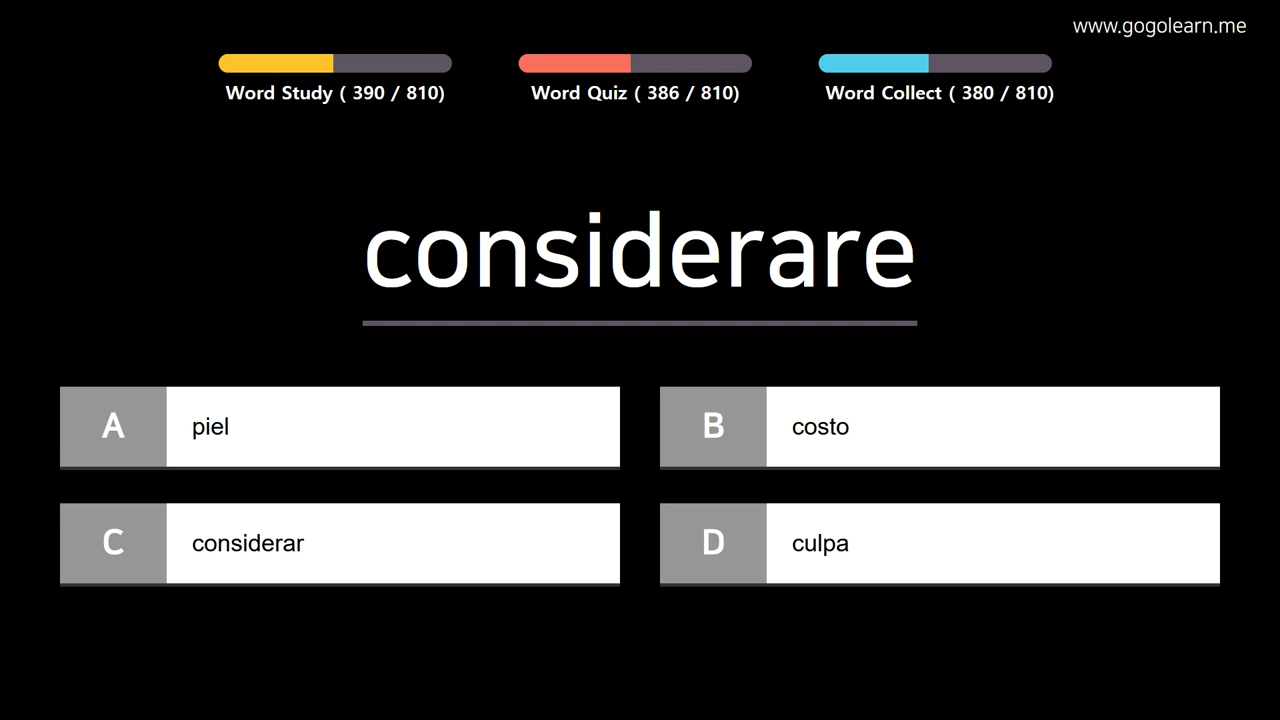 www.gogolearn.me
Word Study ( 390 / 810)
Word Quiz ( 386 / 810)
Word Collect ( 380 / 810)
considerare
A piel
B costo
C considerar
D culpa